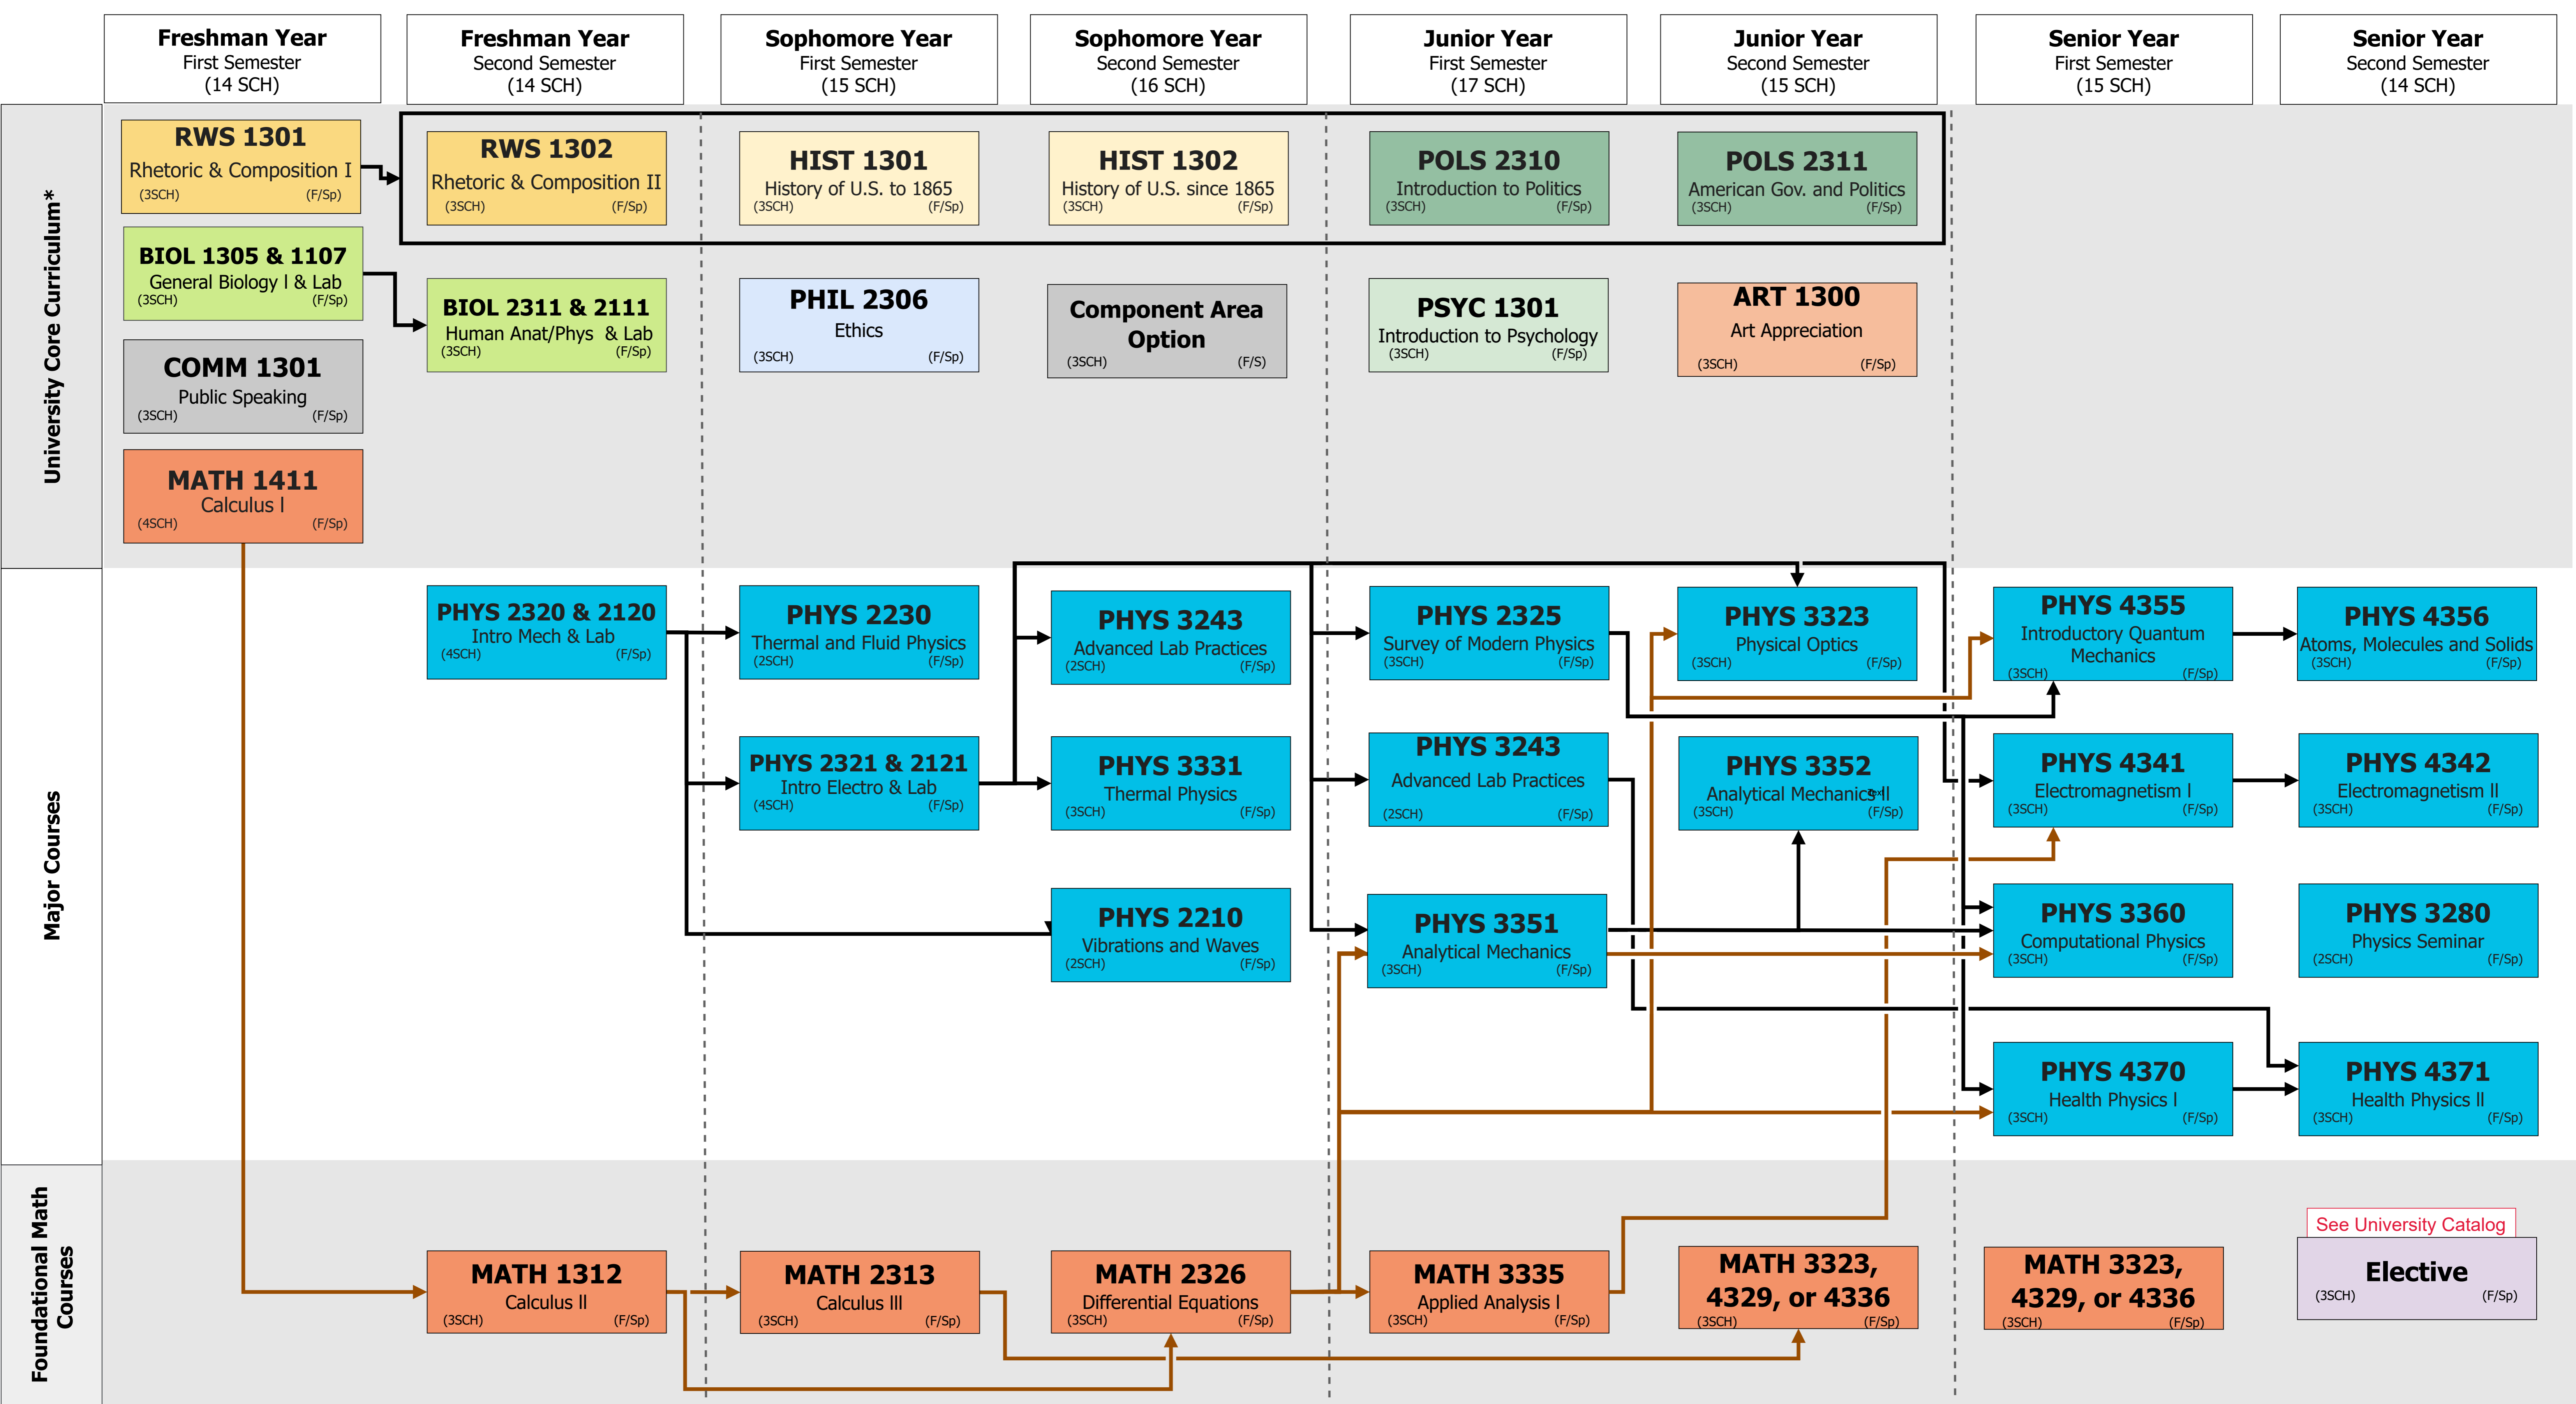 Freshman Year
First Semester
(14 SCH)
Freshman Year
Second Semester
(14 SCH)
Sophomore Year
First Semester
(15 SCH)
Sophomore Year
Second Semester
(16 SCH)
Junior Year
First Semester
(17 SCH)
Junior Year
Second Semester
(15 SCH)
Senior Year
First Semester
(15 SCH)
Senior Year
Second Semester
(14 SCH)
University Core Curriculum*
RWS 1301
Rhetoric & Composition I
(3SCH) (F/Sp)
RWS 1302
Rhetoric & Composition II
(3SCH) (F/Sp)
HIST 1301
History of U.S. to 1865
(3SCH) (F/Sp)
HIST 1302
History of U.S. since 1865
(3SCH) (F/Sp)
POLS 2310
Introduction to Politics
(3SCH) (F/Sp)
POLS 2311
American Gov. and Politics
(3SCH) (F/Sp)
BIOL 1305 & 1107
General Biology l & Lab
(3SCH) (F/Sp)
BIOL 2311 & 2111
Human Anat/Phys & Lab
(3SCH) (F/Sp)
PHIL 2306
Ethics
(3SCH) (F/Sp)
Component Area
Option
(3SCH) (F/S)
PSYC 1301
Introduction to Psychology
(3SCH) (F/Sp)
ART 1300
Art Appreciation
(3SCH) (F/Sp)
COMM 1301
Public Speaking
(3SCH) (F/Sp)
MATH 1411
Calculus l
(4SCH) (F/Sp)
Major Courses
PHYS 2320 & 2120
Intro Mech & Lab
(4SCH) (F/Sp)
PHYS 2230
Thermal and Fluid Physics
(2SCH) (F/Sp)
PHYS 3243
Advanced Lab Practices
(2SCH) (F/Sp)
PHYS 2325
Survey of Modern Physics
(3SCH) (F/Sp)
PHYS 3323
Physical Optics
(3SCH) (F/Sp)
PHYS 4355
Introductory Quantum
Mechanics
(3SCH) (F/Sp)
PHYS 4356
Atoms, Molecules and Solids
(3SCH) (F/Sp)
PHYS 2321 & 2121
Intro Electro & Lab
(4SCH) (F/Sp)
PHYS 3331
Thermal Physics
(3SCH) (F/Sp)
PHYS 3243
Advanced Lab Practices
(2SCH) (F/Sp)
PHYS 3352
Analytical Mechanics ll
(3SCH) (F/Sp)
PHYS 4341
Electromagnetism l
(3SCH) (F/Sp)
PHYS 4342
Electromagnetism ll
(3SCH) (F/Sp)
PHYS 2210
Vibrations and Waves
(2SCH) (F/Sp)
PHYS 3351
Analytical Mechanics
(3SCH) (F/Sp)
PHYS 3360
Computational Physics
(3SCH) (F/Sp)
PHYS 3280
Physics Seminar
(2SCH) (F/Sp)
PHYS 4370
Health Physics l
(3SCH) (F/Sp)
PHYS 4371
Health Physics ll
(3SCH) (F/Sp)
Foundational Math
Courses
MATH 1312
Calculus ll
(3SCH) (F/Sp)
MATH 2313
Calculus lll
(3SCH) (F/Sp)
MATH 2326
Differential Equations
(3SCH) (F/Sp)
MATH 3335
Applied Analysis l
(3SCH) (F/Sp)
MATH 3323,
4329, or 4336
(3SCH) (F/Sp)
MATH 3323,
4329, or 4336
(3SCH) (F/Sp)
See University Catalog
Elective
(3SCH) (F/Sp)